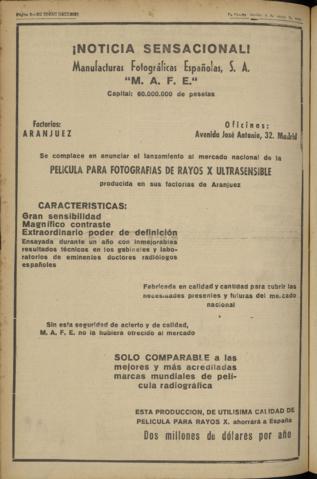 ¡NOTICIA SENSACIONAL!
Manufacturas Fotográficas Españolas, S. A.
"M. A. F E."
Capital: 60.000.000 de pesetas
Factorías:
ARANJUEZ
Oficinas:
Avenida José Antonio, 32. Madrid
Se complace en anunciar el lanzamiento al mercado nacional de la
PELICULA PARA FOTOGRAFIAS DE RAYOS X ULTRASENSIBLE
producida en sus factorías de Aranjuez
CARACTERISTICAS:
Gran sensibilidad
Magnífico contraste
Extraordinario poder de definición
Ensayada durante un año con inmejorables
resultados técnicos en los gabinetes y labo-
ratorios de eminentes doctores radiólogos
españoles
Fabricada en calidad y cantidad para cubrir las
necesidades presentes y futuras del mercado
nacional
Sin esta seguridad de acierto y de calidad,
M. A. F E. no la hubiera ofrecido al mercado
SOLO COMPARABLE a las
mejores y más acreditadas
marcas mundiales de pelí-
cula radiográfica
ESTA PRODUCCION, DE UTILISIMA CALIDAD DE
PELICULA PARA RAYOS X. ahorrará a España
Dos millones de dólares por año